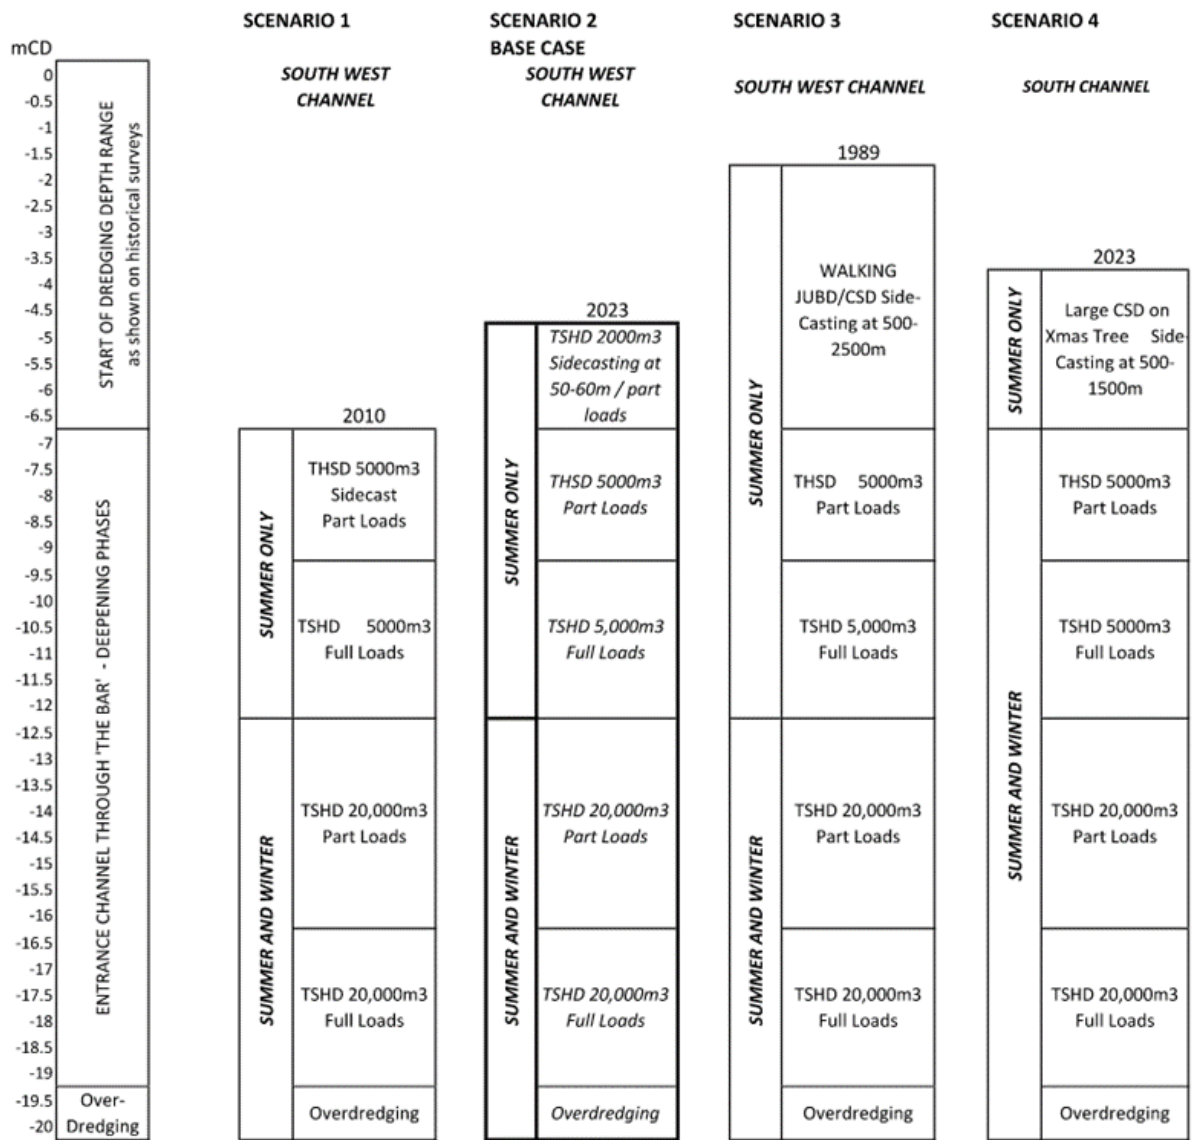 SCENARIO 1
SCENARIO 2
BASE CASE
SCENARIO 3
SCENARIO 4
SOUTH WEST
CHANNEL
SOUTH WEST
CHANNEL
SOUTH WEST CHANNEL
SOUTH CHANNEL
mCD
0
-0.5
-1
-1.5
-2
-2.5
-3
-3.5
-4
-4.5
-5
-5.5
-6
-6.5
-7
-7.5
-8
-8.5
-9
-9.5
-10
-10.5
-11
-11.5
-12
-12.5
-13
-13.5
-14
-14.5
-15
-15.5
-16
-16.5
-17
-17.5
-18
-18.5
-19
-19.5
-20
START OF DREDGING DEPTH RANGE
as shown on historical surveys
ENTRANCE CHANNEL THROUGH 'THE BAR' - DEEPENING PHASES
Over-
Dredging
2010
SUMMER ONLY
THSD 5000m3
Sidecast
Part Loads
TSHD 5000m3
Full Loads
SUMMER AND WINTER
TSHD 20,000m3
Part Loads
TSHD 20,000m3
Full Loads
Overdredging
2023
SUMMER ONLY
TSHD 2000m3
Sidecasting at
50-60m / part
loads
THSD 5000m3
Part Loads
TSHD 5,000m3
Full Loads
SUMMER AND WINTER
TSHD 20,000m3
Part Loads
TSHD 20,000m3
Full Loads
Overdredging
1989
SUMMER ONLY
WALKING
JUBD/CSD Side-
Casting at 500-
2500m
THSD 5000m3
Part Loads
TSHD 5,000m3
Full Loads
SUMMER AND WINTER
TSHD 20,000m3
Part Loads
TSHD 20,000m3
Full Loads
Overdredging
2023
SUMMER ONLY
Large CSD on
Xmas Tree Side-
Casting at 500-
1500m
SUMMER AND WINTER
THSD 5000m3
Part Loads
TSHD 5000m3
Full Loads
TSHD 20,000m3
Part Loads
TSHD 20,000m3
Full Loads
Overdredging